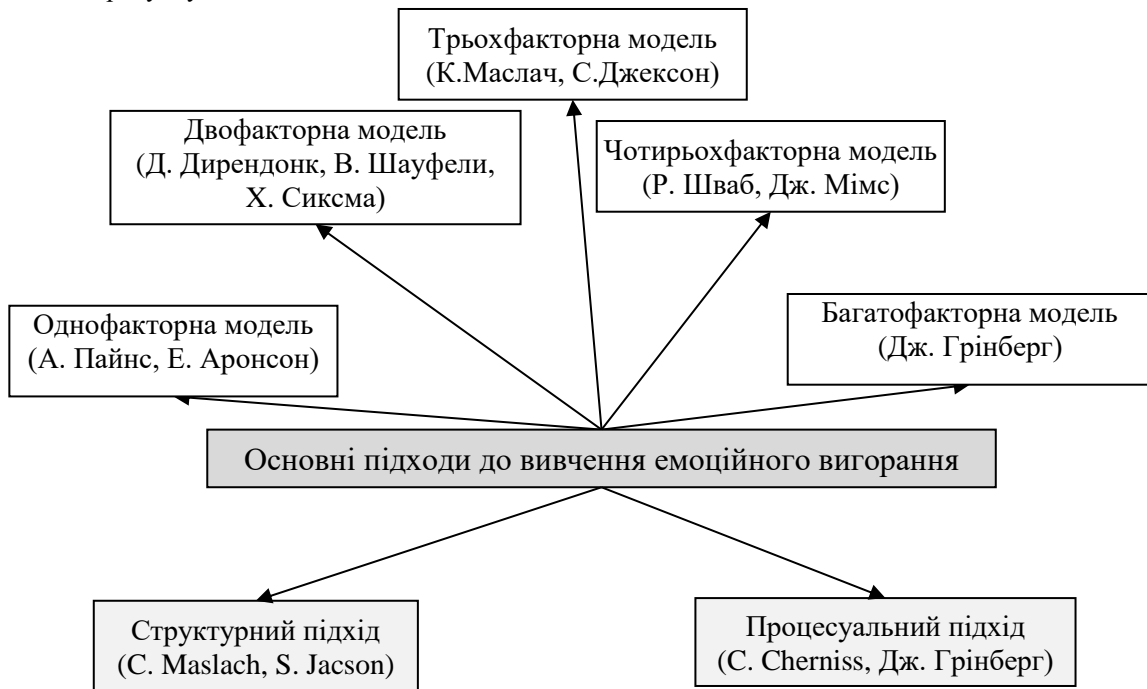 Трьохфакторна модель
(К.Маслач, С.Джексон)
Двофакторна модель
(Д. Дирендонк, В. Шауфели,
Х. Сиксма)
Чотирьохфакторна модель
(Р. Шваб, Дж. Мімс)
Однофакторна модель
(А. Пайнс, Е. Аронсон)
Багатофакторна модель
(Дж. Грінберг)
Основні підходи до вивчення емоційного вигорання
Структурний підхід
(C. Maslach, S. Jacson)
Процесуальний підхід
(C. Cherniss, Дж. Грінберг)